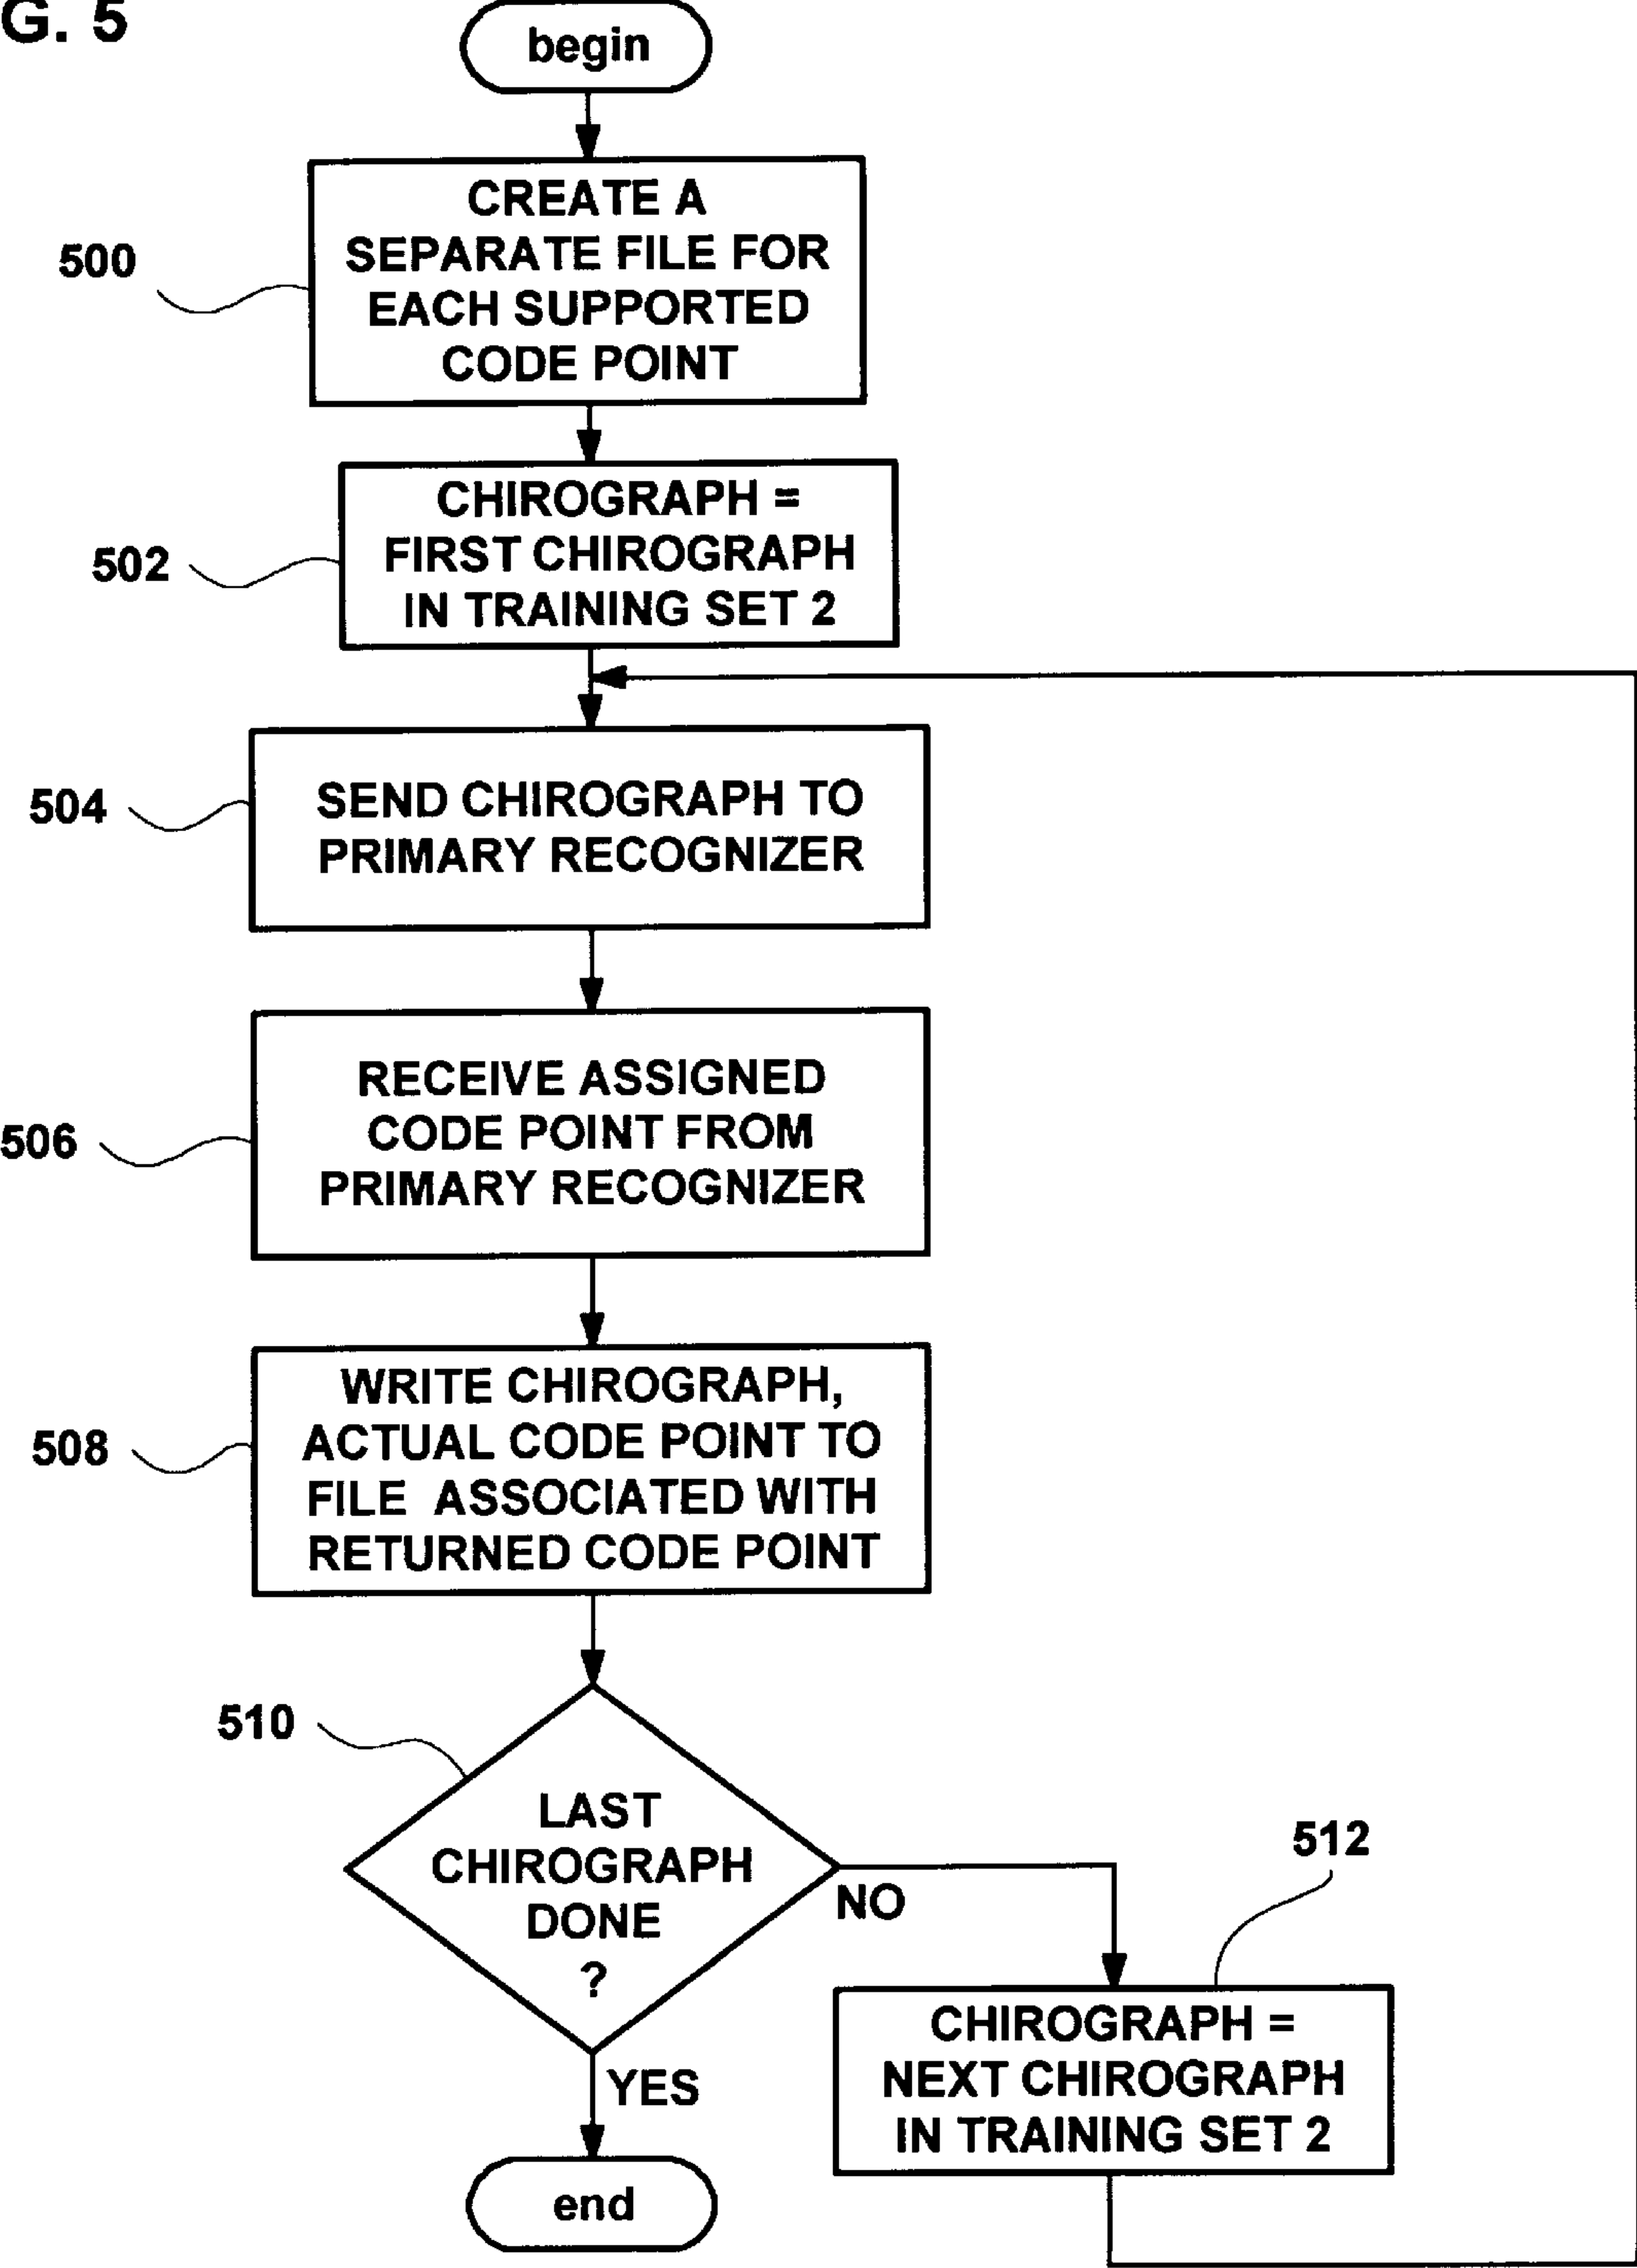 G. 5
begin
500
CREATE A
SEPARATE FILE FOR
EACH SUPPORTED
CODE POINT
502
CHIROGRAPH =
FIRST CHIROGRAPH
IN TRAINING SET 2
504
SEND CHIROGRAPH TO
PRIMARY RECOGNIZER
506
RECEIVE ASSIGNED
CODE POINT FROM
PRIMARY RECOGNIZER
508
WRITE CHIROGRAPH,
ACTUAL CODE POINT TO
FILE ASSOCIATED WITH
RETURNED CODE POINT
510
LAST
CHIROGRAPH
DONE
?
NO
512
CHIROGRAPH =
NEXT CHIROGRAPH
IN TRAINING SET 2
YES
end